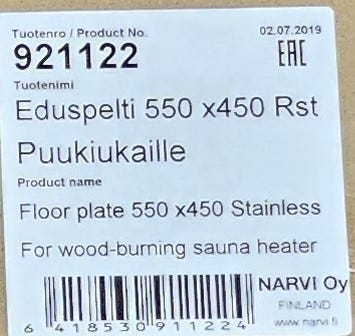 Tuotenro / Product No.
02.07.2019
921122
EAC
Tuotenimi
Eduspelti 550 x450 Rst
Puukiukaille
Product name
Floor plate 550 x450 Stainless
For wood-burning sauna heater
NARVI Oy
FINLAND
www.narvi.fi
6 418530 911224